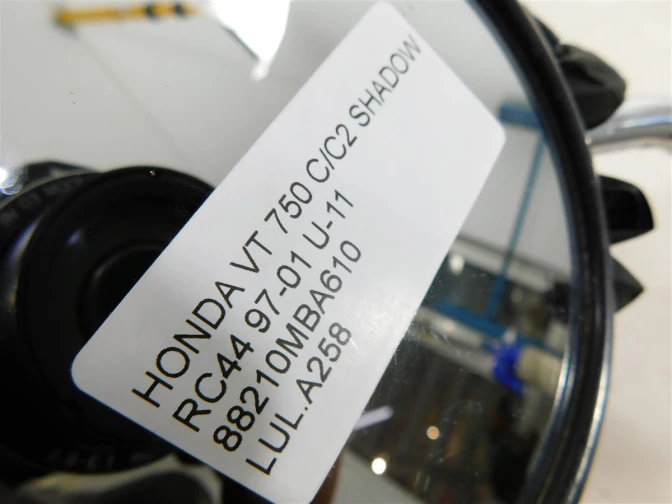 HONDA VT 750 C/C2 SHADOW
RC44 97-01 U-11
88210MBA610
LUL.A258